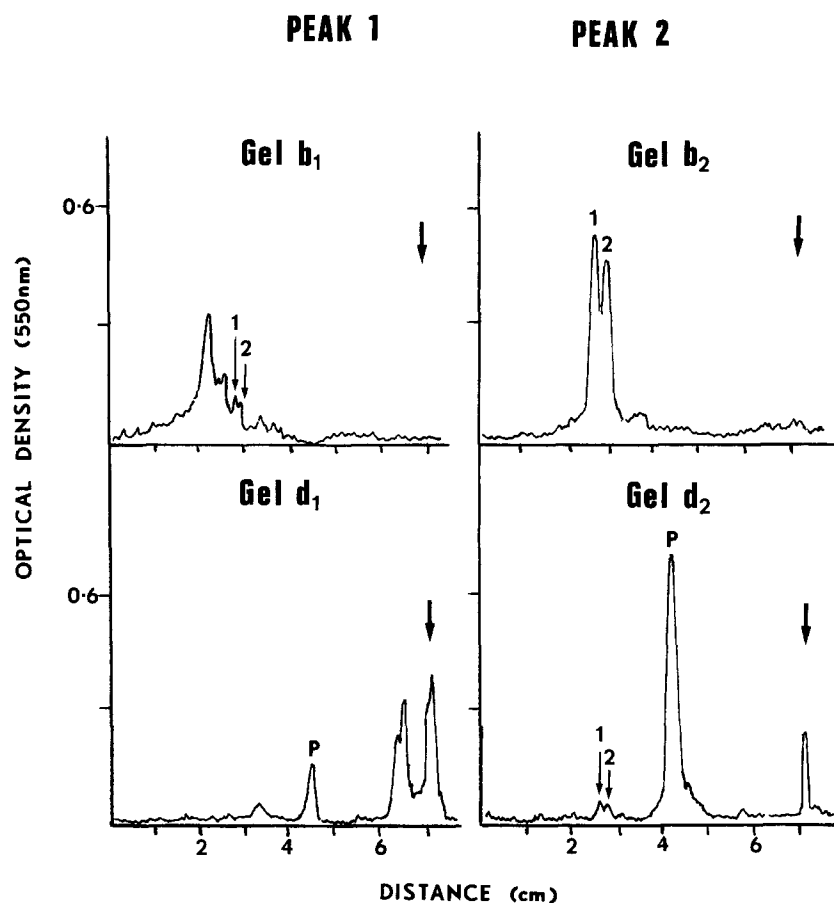 PEAK 1 PEAK 2
Gel b₁ Gel b₂
0·6
1
2
1
2
OPTICAL DENSITY (550nm)
Gel d₁ Gel d₂
0·6
P
P
1
2
2 4 6 2 4 6
DISTANCE (cm)